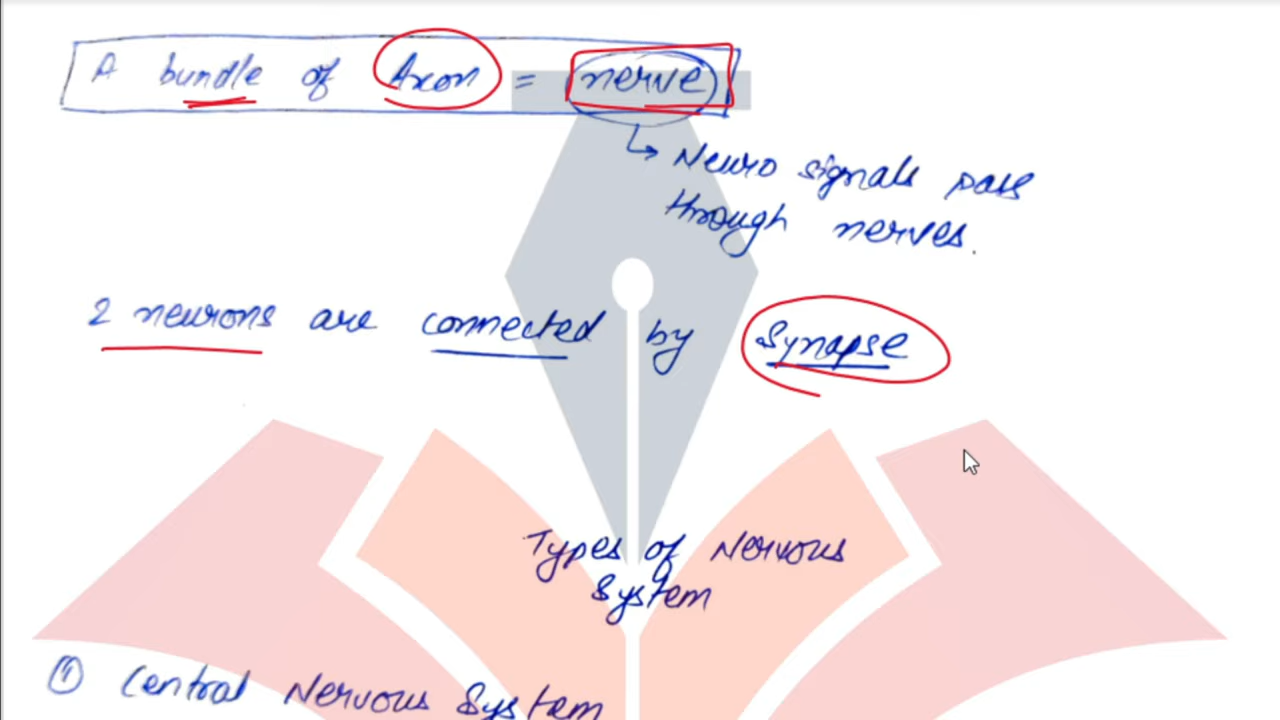 A bundle of Axon = nerve
↳ Neuro signals pass
through nerves.
2 neurons are connected by Synapse
Types of Nervous
System
① Central Nervous System